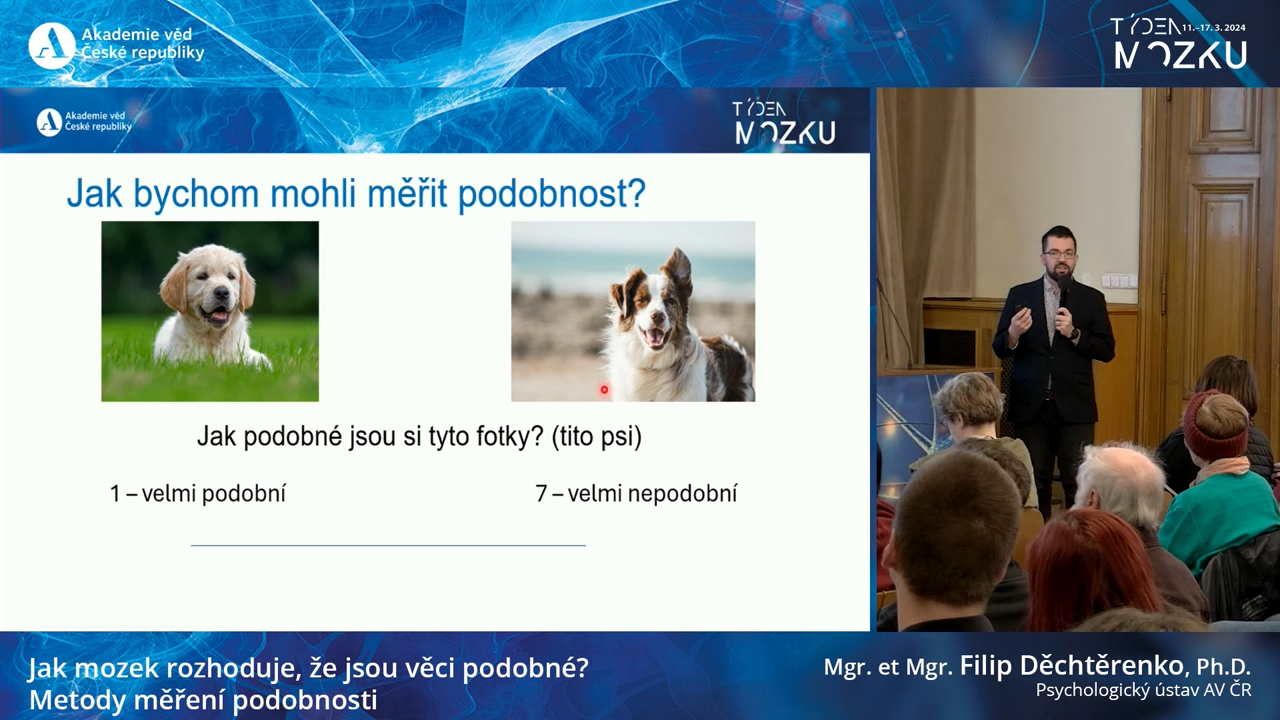 Akademie věd
České republiky
TÝDEN 11.–17. 3. 2024
MOZKU
Akademie věd
České republiky
TÝDEN
MOZKU
Jak bychom mohli měřit podobnost?
Jak podobné jsou si tyto fotky? (tito psi)
1 – velmi podobní
7 – velmi nepodobní
Jak mozek rozhoduje, že jsou věci podobné?
Metody měření podobnosti
Mgr. et Mgr. Filip Děchtěrenko, Ph.D.
Psychologický ústav AV ČR